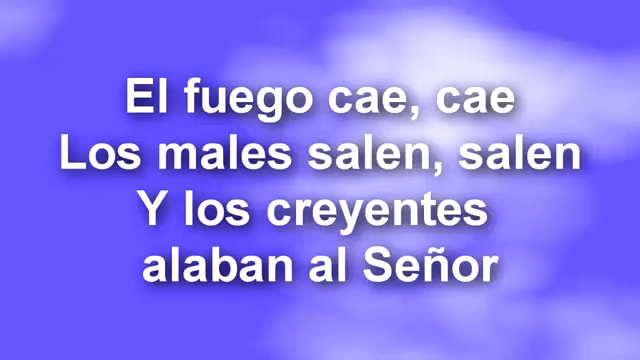 El fuego cae, cae
Los males salen, salen
Y los creyentes
alaban al Señor